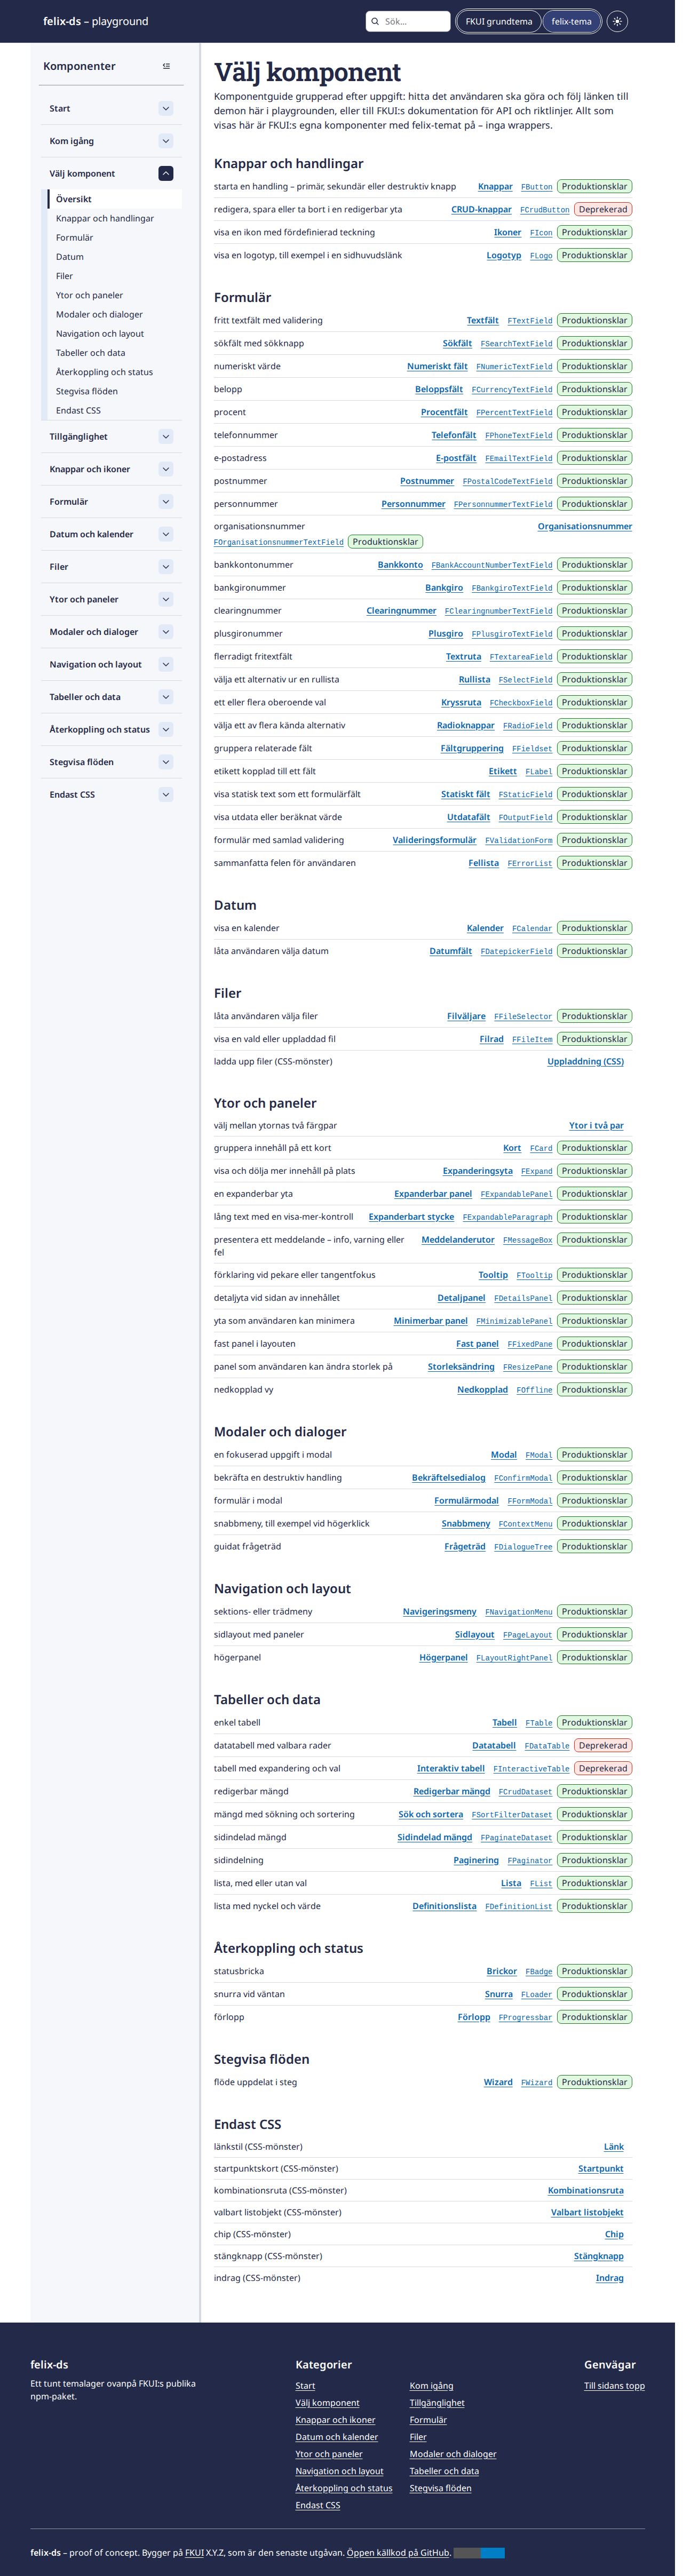 felix-ds – playground
Sök...
FKUI grundtema
felix-tema
Komponenter
Start
Kom igång
Välj komponent
Översikt
Knappar och handlingar
Formulär
Datum
Filer
Ytor och paneler
Modaler och dialoger
Navigation och layout
Tabeller och data
Återkoppling och status
Stegvisa flöden
Endast CSS
Tillgänglighet
Knappar och ikoner
Formulär
Datum och kalender
Filer
Ytor och paneler
Modaler och dialoger
Navigation och layout
Tabeller och data
Återkoppling och status
Stegvisa flöden
Endast CSS
Välj komponent
Komponentguide grupperad efter uppgift: hitta det användaren ska göra och följ länken till
demon här i playgrounden, eller till FKUI:s dokumentation för API och riktlinjer. Allt som
visas här är FKUI:s egna komponenter med felix-temat på – inga wrappers.
Knappar och handlingar
starta en handling – primär, sekundär eller destruktiv knapp Knappar FButton Produktionsklar
redigera, spara eller ta bort i en redigerbar yta CRUD-knappar FCrudButton Deprekerad
visa en ikon med fördefinierad teckning Ikoner FIcon Produktionsklar
visa en logotyp, till exempel i en sidhuvudslänk Logotyp FLogo Produktionsklar
Formulär
fritt textfält med validering Textfält FTextField Produktionsklar
sökfält med sökknapp Sökfält FSearchTextField Produktionsklar
numeriskt värde Numeriskt fält FNumericTextField Produktionsklar
belopp Beloppsfält FCurrencyTextField Produktionsklar
procent Procentfält FPercentTextField Produktionsklar
telefonnummer Telefonfält FPhoneTextField Produktionsklar
e-postadress E-postfält FEmailTextField Produktionsklar
postnummer Postnummer FPostalCodeTextField Produktionsklar
personnummer Personnummer FPersonnummerTextField Produktionsklar
organisationsnummer Organisationsnummer
FOrganisationsnummerTextField Produktionsklar
bankkontonummer Bankkonto FBankAccountNumberTextField Produktionsklar
bankgironummer Bankgiro FBankgiroTextField Produktionsklar
clearingnummer Clearingnummer FClearingnumberTextField Produktionsklar
plusgironummer Plusgiro FPlusgiroTextField Produktionsklar
flerradigt fritextfält Textruta FTextareaField Produktionsklar
välja ett alternativ ur en rullista Rullista FSelectField Produktionsklar
ett eller flera oberoende val Kryssruta FCheckboxField Produktionsklar
välja ett av flera kända alternativ Radioknappar FRadioField Produktionsklar
gruppera relaterade fält Fältgruppering FFieldset Produktionsklar
etikett kopplad till ett fält Etikett FLabel Produktionsklar
visa statisk text som ett formulärfält Statiskt fält FStaticField Produktionsklar
visa utdata eller beräknat värde Utdatafält FOutputField Produktionsklar
formulär med samlad validering Valideringsformulär FValidationForm Produktionsklar
sammanfatta felen för användaren Fellista FErrorList Produktionsklar
Datum
visa en kalender Kalender FCalendar Produktionsklar
låta användaren välja datum Datumfält FDatepickerField Produktionsklar
Filer
låta användaren välja filer Filväljare FFileSelector Produktionsklar
visa en vald eller uppladdad fil Filrad FFileItem Produktionsklar
ladda upp filer (CSS-mönster) Uppladdning (CSS)
Ytor och paneler
välj mellan ytornas två färgpar Ytor i två par
gruppera innehåll på ett kort Kort FCard Produktionsklar
visa och dölja mer innehåll på plats Expanderingsyta FExpand Produktionsklar
en expanderbar yta Expanderbar panel FExpandablePanel Produktionsklar
lång text med en visa-mer-kontroll Expanderbart stycke FExpandableParagraph Produktionsklar
presentera ett meddelande – info, varning eller Meddelanderutor FMessageBox Produktionsklar
fel
förklaring vid pekare eller tangentfokus Tooltip FTooltip Produktionsklar
detaljyta vid sidan av innehållet Detaljpanel FDetailsPanel Produktionsklar
yta som användaren kan minimera Minimerbar panel FMinimizablePanel Produktionsklar
fast panel i layouten Fast panel FFixedPane Produktionsklar
panel som användaren kan ändra storlek på Storleksändring FResizePane Produktionsklar
nedkopplad vy Nedkopplad FOffline Produktionsklar
Modaler och dialoger
en fokuserad uppgift i modal Modal FModal Produktionsklar
bekräfta en destruktiv handling Bekräftelsedialog FConfirmModal Produktionsklar
formulär i modal Formulärmodal FFormModal Produktionsklar
snabbmeny, till exempel vid högerklick Snabbmeny FContextMenu Produktionsklar
guidat frågeträd Frågeträd FDialogueTree Produktionsklar
Navigation och layout
sektions- eller trädmeny Navigeringsmeny FNavigationMenu Produktionsklar
sidlayout med paneler Sidlayout FPageLayout Produktionsklar
högerpanel Högerpanel FLayoutRightPanel Produktionsklar
Tabeller och data
enkel tabell Tabell FTable Produktionsklar
datatabell med valbara rader Datatabell FDataTable Deprekerad
tabell med expandering och val Interaktiv tabell FInteractiveTable Deprekerad
redigerbar mängd Redigerbar mängd FCrudDataset Produktionsklar
mängd med sökning och sortering Sök och sortera FSortFilterDataset Produktionsklar
sidindelad mängd Sidindelad mängd FPaginateDataset Produktionsklar
sidindelning Paginering FPaginator Produktionsklar
lista, med eller utan val Lista FList Produktionsklar
lista med nyckel och värde Definitionslista FDefinitionList Produktionsklar
Återkoppling och status
statusbricka Brickor FBadge Produktionsklar
snurra vid väntan Snurra FLoader Produktionsklar
förlopp Förlopp FProgressbar Produktionsklar
Stegvisa flöden
flöde uppdelat i steg Wizard FWizard Produktionsklar
Endast CSS
länkstil (CSS-mönster) Länk
startpunktskort (CSS-mönster) Startpunkt
kombinationsruta (CSS-mönster) Kombinationsruta
valbart listobjekt (CSS-mönster) Valbart listobjekt
chip (CSS-mönster) Chip
stängknapp (CSS-mönster) Stängknapp
indrag (CSS-mönster) Indrag
felix-ds
Ett tunt temalager ovanpå FKUI:s publika
npm-paket.
Kategorier
Start Kom igång
Välj komponent Tillgänglighet
Knappar och ikoner Formulär
Datum och kalender Filer
Ytor och paneler Modaler och dialoger
Navigation och layout Tabeller och data
Återkoppling och status Stegvisa flöden
Endast CSS
Genvägar
Till sidans topp
felix-ds – proof of concept. Bygger på FKUI X.Y.Z, som är den senaste utgåvan. Öppen källkod på GitHub.